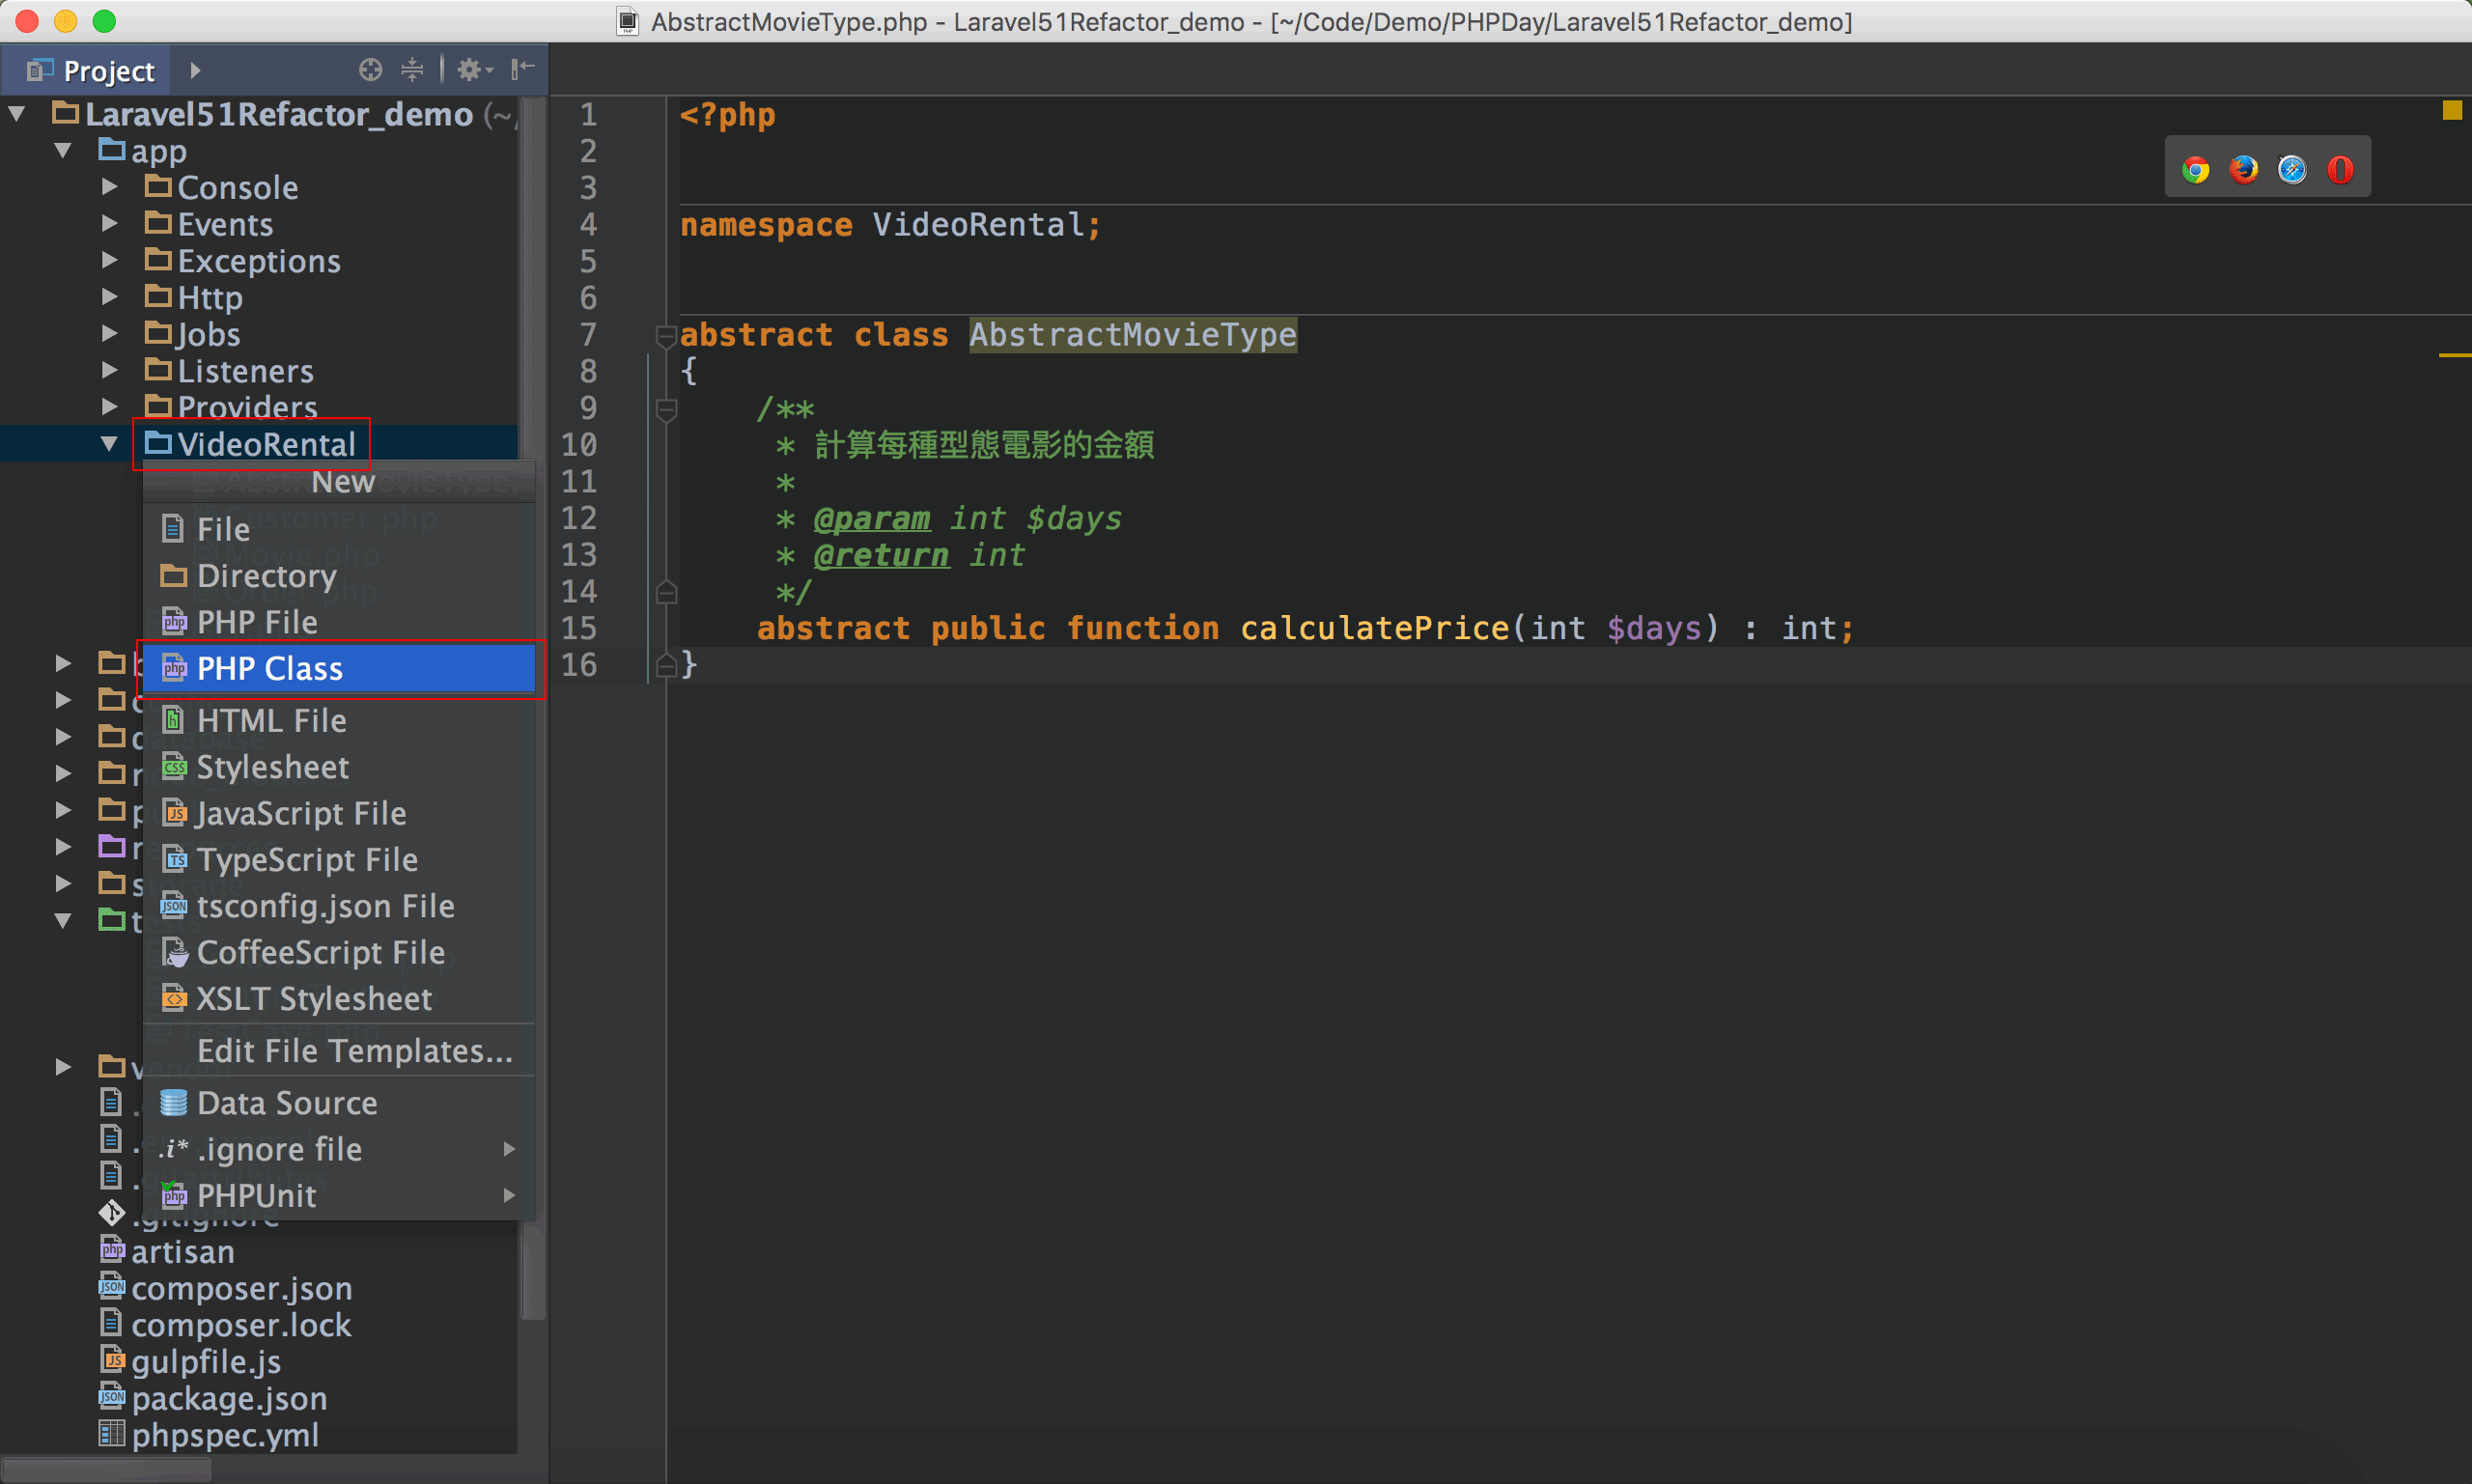 AbstractMovieType.php - Laravel51Refactor_demo - [~/Code/Demo/PHPDay/Laravel51Refactor_demo]
Project
Laravel51Refactor_demo (~/
app
Console
Events
Exceptions
Http
Jobs
Listeners
Providers
VideoRental
New
File
Directory
PHP File
PHP Class
HTML File
Stylesheet
JavaScript File
TypeScript File
tsconfig.json File
CoffeeScript File
XSLT Stylesheet
Edit File Templates...
Data Source
.ignore file
PHPUnit
.gitignore
artisan
composer.json
composer.lock
gulpfile.js
package.json
phpspec.yml
1 <?php
2
3
4 namespace VideoRental;
5
6
7 abstract class AbstractMovieType
8 {
9 /**
10 * 計算每種型態電影的金額
11 *
12 * @param int $days
13 * @return int
14 */
15 abstract public function calculatePrice(int $days) : int;
16 }